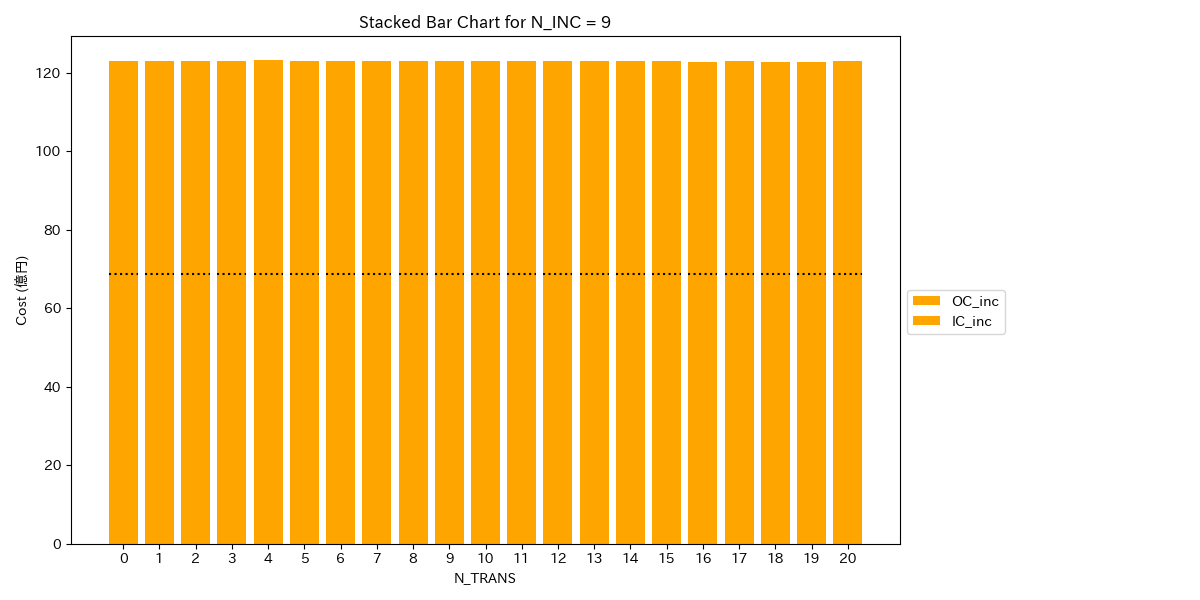 Stacked Bar Chart for N_INC = 9
Cost (億円)
120
100
80
60
40
20
0
0 1 2 3 4 5 6 7 8 9 10 11 12 13 14 15 16 17 18 19 20
N_TRANS
OC_inc
IC_inc